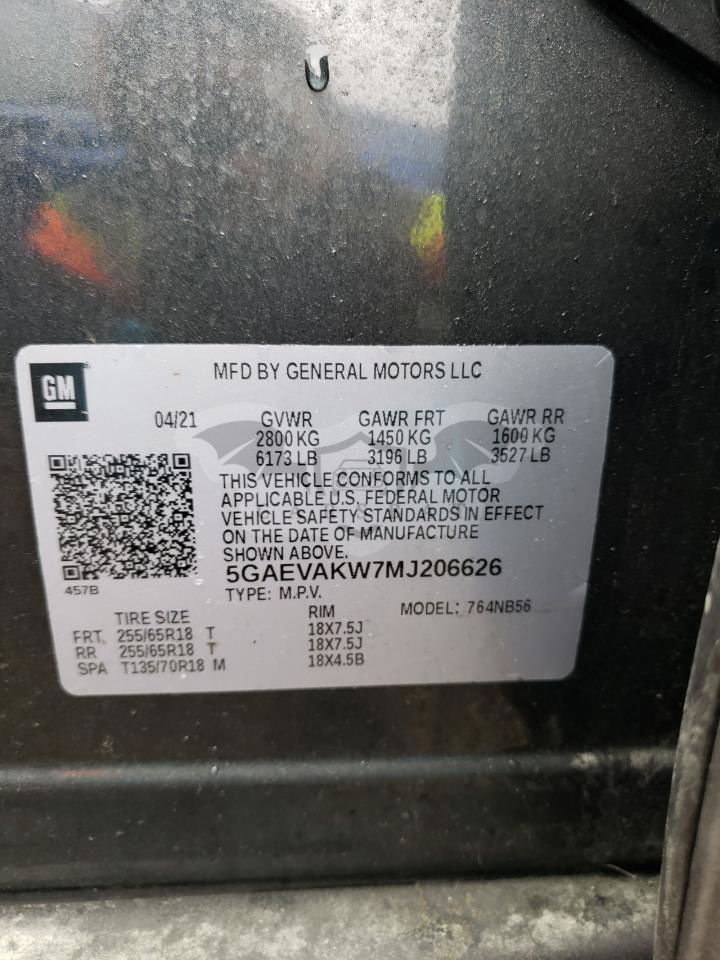 GM
MFD BY GENERAL MOTORS LLC
04/21 GVWR GAWR FRT GAWR RR
2800 KG 1450 KG 1600 KG
6173 LB 3196 LB 3527 LB
THIS VEHICLE CONFORMS TO ALL
APPLICABLE U.S. FEDERAL MOTOR
VEHICLE SAFETY STANDARDS IN EFFECT
ON THE DATE OF MANUFACTURE
SHOWN ABOVE.
457B
5GAEVAKW7MJ206626
TYPE: M.P.V. MODEL: 764NB56
TIRE SIZE RIM
FRT. 255/65R18 T 18X7.5J
RR 255/65R18 T 18X7.5J
SPA T135/70R18 M 18X4.5B